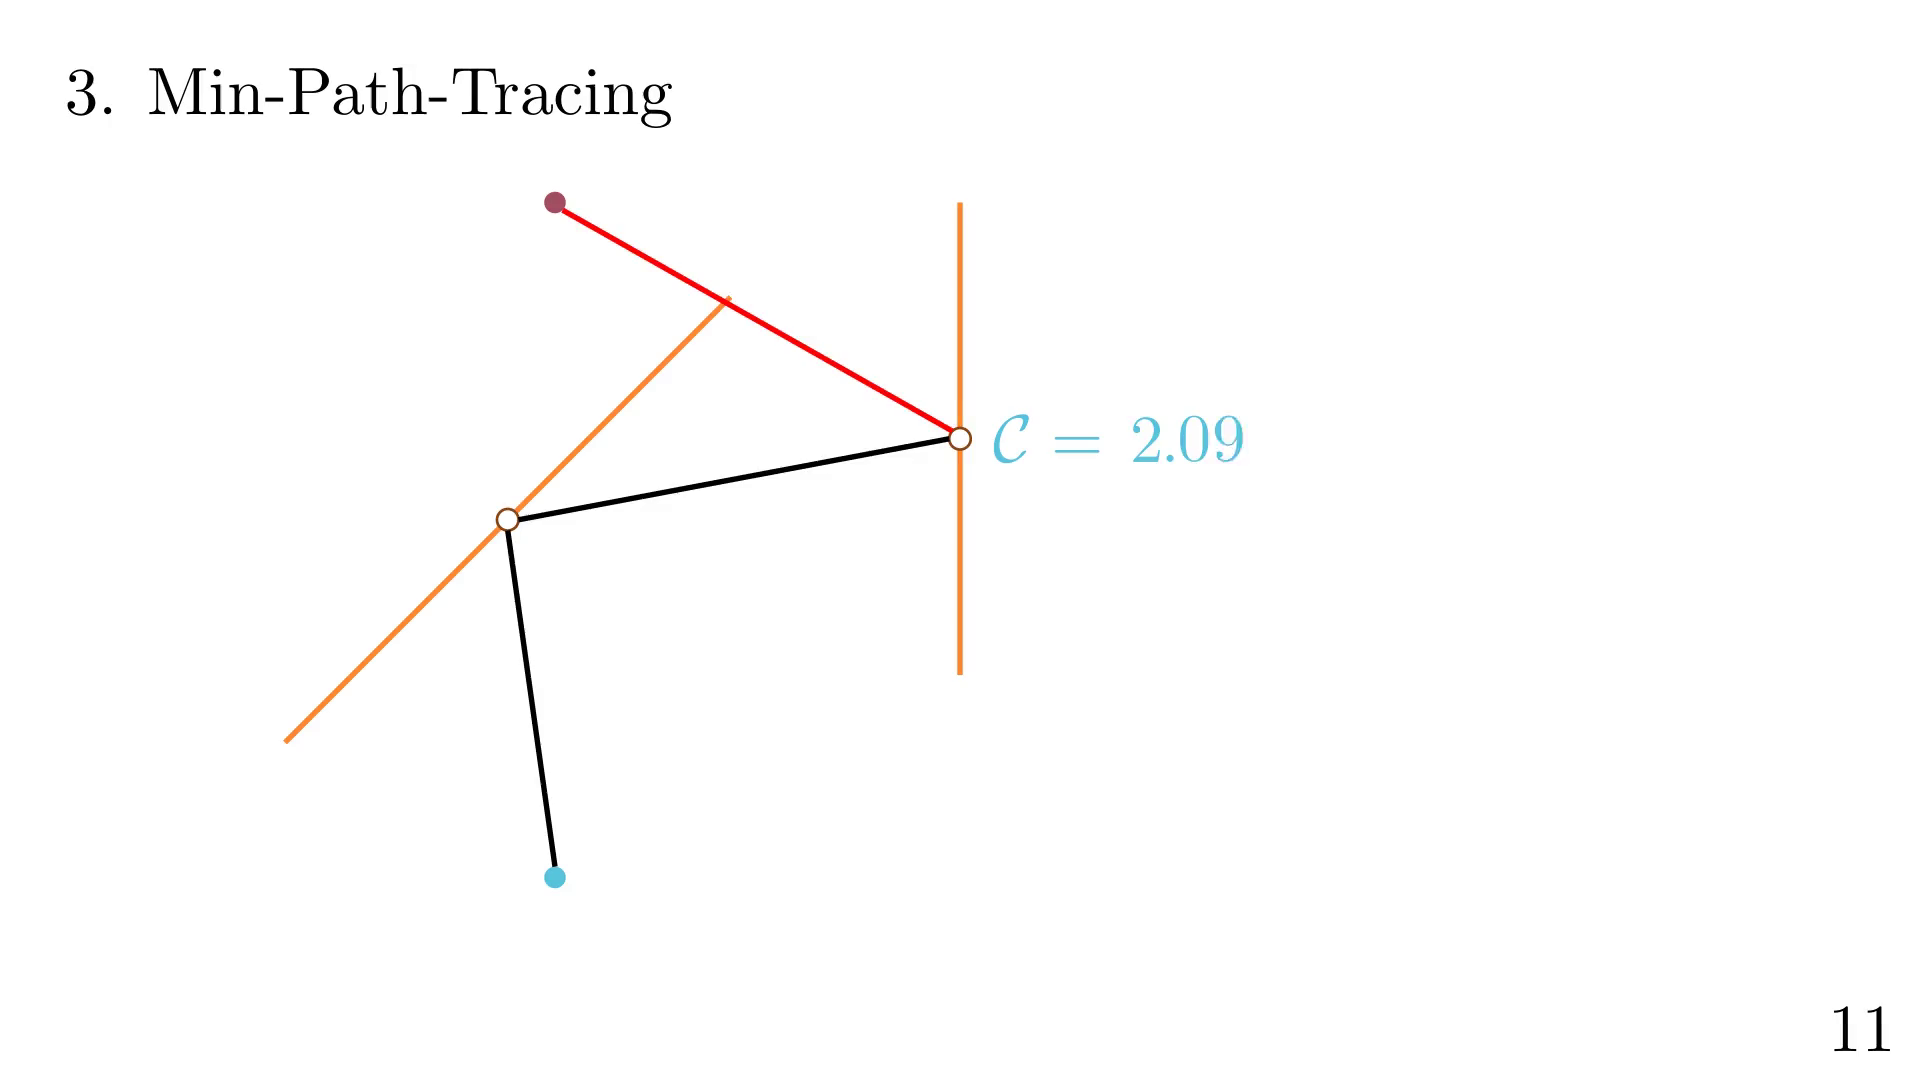 3. Min-Path-Tracing
𝒞 = 2.09
11